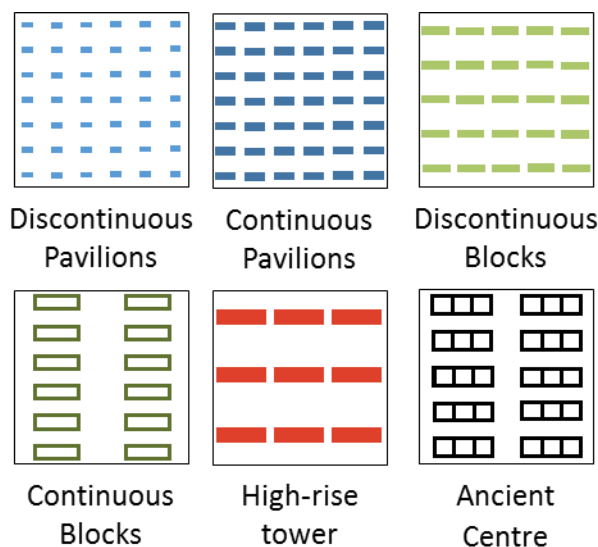 Discontinuous
Pavilions
Continuous
Pavilions
Discontinuous
Blocks
Continuous
Blocks
High-rise
tower
Ancient
Centre